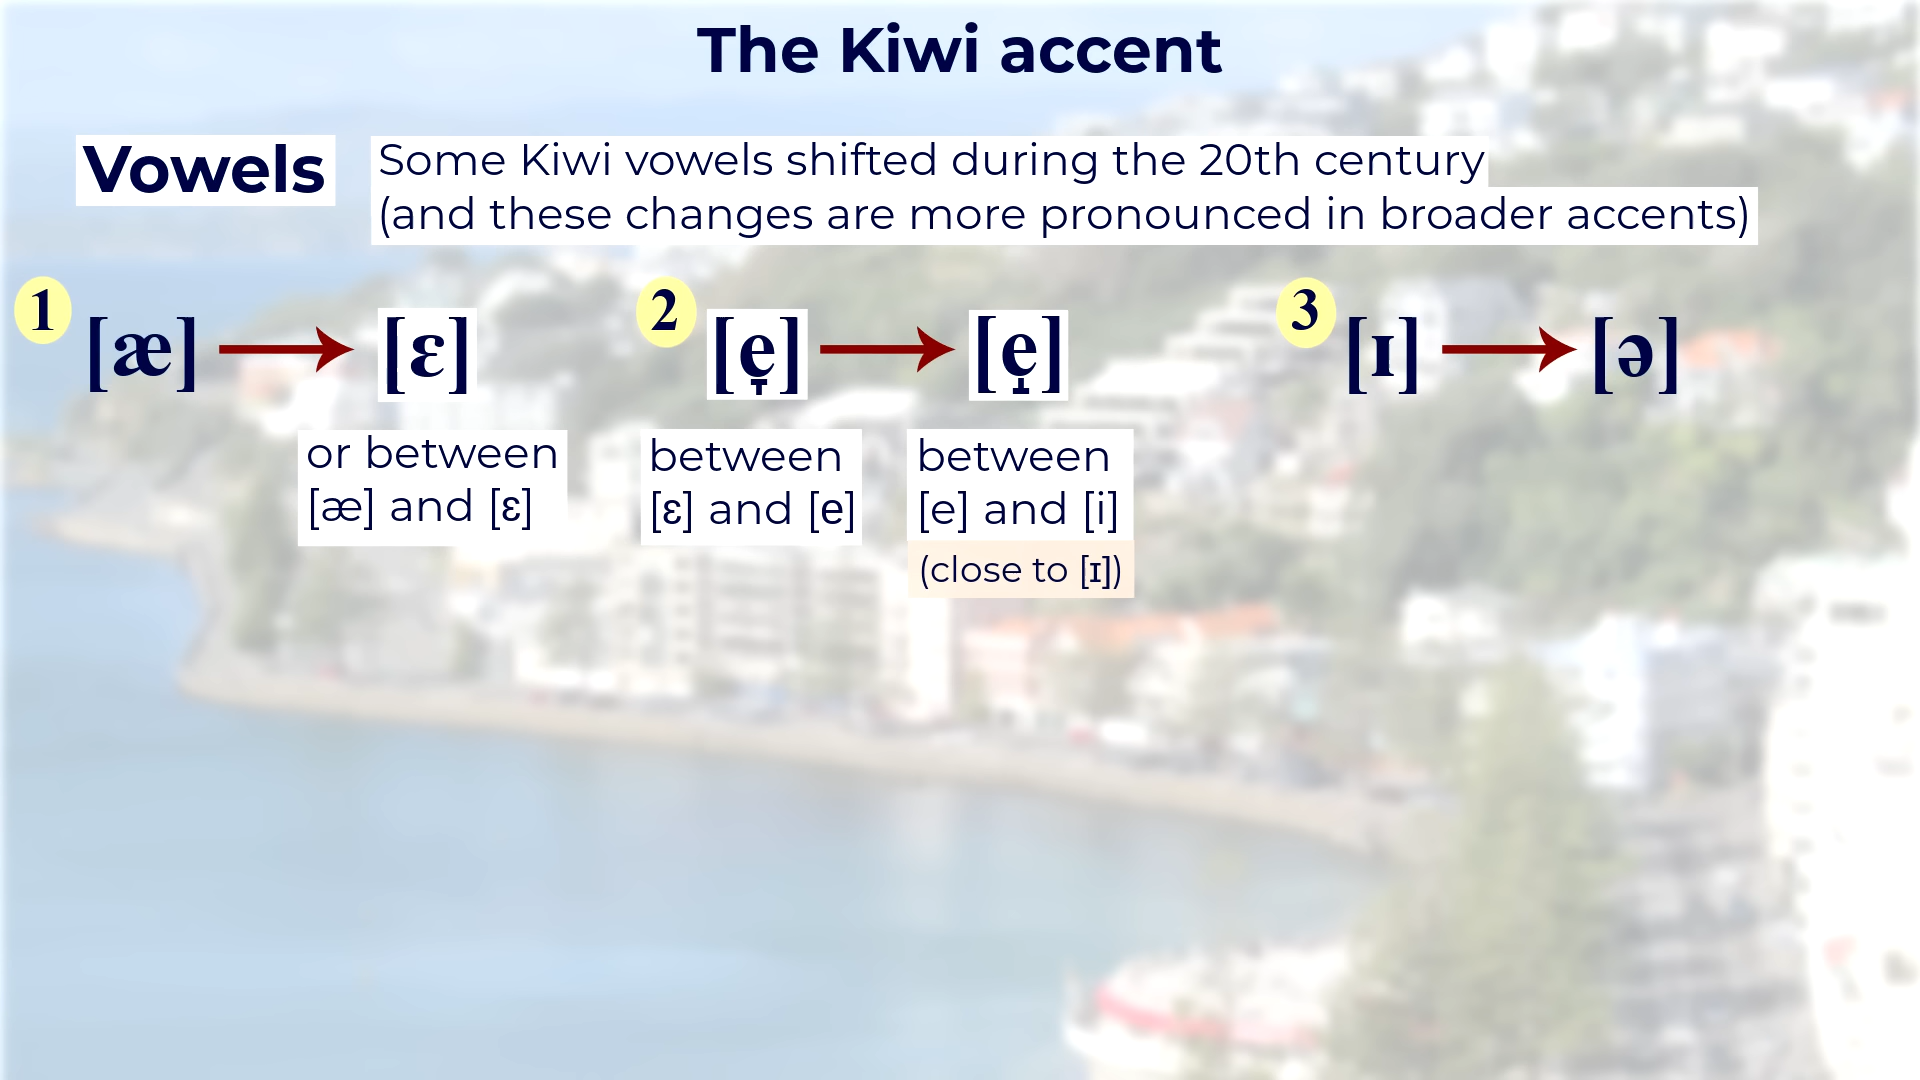 The Kiwi accent
Vowels
Some Kiwi vowels shifted during the 20th century
(and these changes are more pronounced in broader accents)
1 [æ] → [ɛ]
or between
[æ] and [ɛ]
2 [e̞] → [e̝]
between
[ɛ] and [e]
between
[e] and [i]
(close to [ɪ])
3 [ɪ] → [ə]